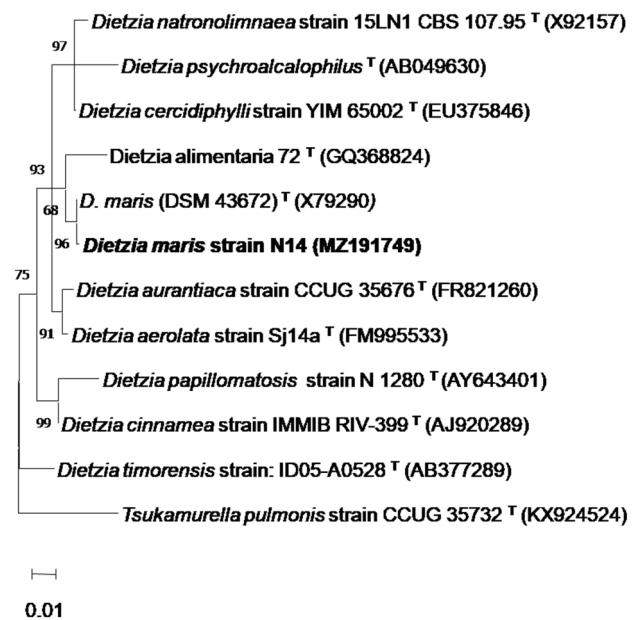 Dietzia natronolimnaea strain 15LN1 CBS 107.95 T (X92157)
97
Dietzia psychroalcalophilus T (AB049630)
Dietzia cercidiphylli strain YIM 65002 T (EU375846)
Dietzia alimentaria 72 T (GQ368824)
93
D. maris (DSM 43672) T (X79290)
68
96 Dietzia maris strain N14 (MZ191749)
75
Dietzia aurantiaca strain CCUG 35676 T (FR821260)
91 Dietzia aerolata strain Sj14a T (FM995533)
Dietzia papillomatosis strain N 1280 T (AY643401)
99 Dietzia cinnamea strain IMMIB RIV-399 T (AJ920289)
Dietzia timorensis strain: ID05-A0528 T (AB377289)
Tsukamurella pulmonis strain CCUG 35732 T (KX924524)
0.01